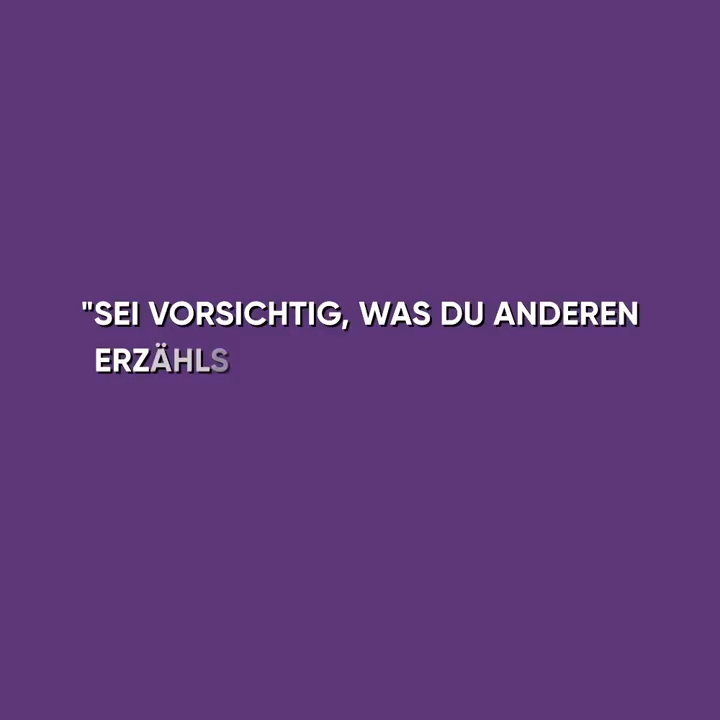 "SEI VORSICHTIG, WAS DU ANDEREN
ERZÄHLS